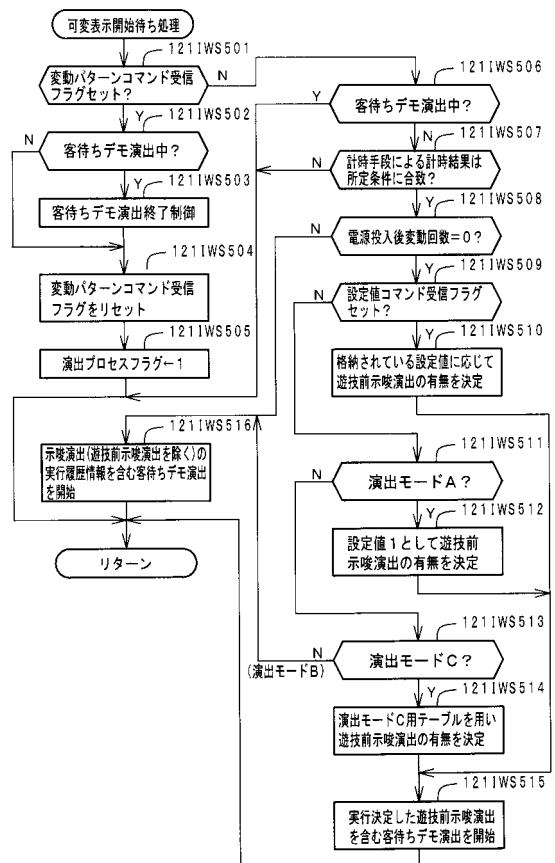 可変表示開始待ち処理
121IWS501
変動パターンコマンド受信
フラグセット?
N
Y
121IWS502
客待ちデモ演出中?
N
Y
121IWS503
客待ちデモ演出終了制御
121IWS504
変動パターンコマンド受信
フラグをリセット
121IWS505
演出プロセスフラグ←1
121IWS516
示唆演出(遊技前示唆演出を除く)の
実行履歴情報を含む客待ちデモ演出
を開始
リターン
121IWS506
客待ちデモ演出中?
Y
N
121IWS507
計時手段による計時結果は
所定条件に合致?
N
Y
121IWS508
電源投入後変動回数=0?
N
Y
121IWS509
設定値コマンド受信フラグ
セット?
N
Y
121IWS510
格納されている設定値に応じて
遊技前示唆演出の有無を決定
121IWS511
演出モードA?
N
Y
121IWS512
設定値1として遊技前
示唆演出の有無を決定
121IWS513
演出モードC?
N
(演出モードB)
Y
121IWS514
演出モードC用テーブルを用い
遊技前示唆演出の有無を決定
121IWS515
実行決定した遊技前示唆演出
を含む客待ちデモ演出を開始